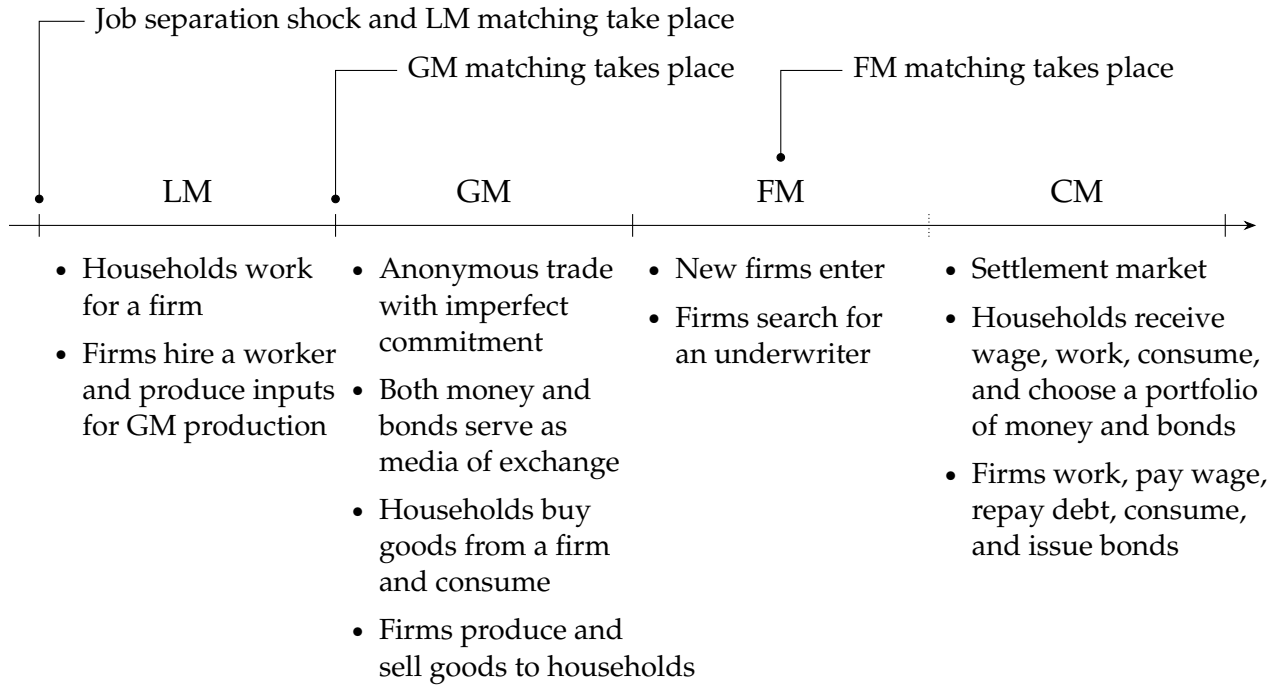 Job separation shock and LM matching take place
GM matching takes place
FM matching takes place
LM
GM
FM
CM
• Households work
for a firm
• Firms hire a worker
and produce inputs
for GM production
• Anonymous trade
with imperfect
commitment
• Both money and
bonds serve as
media of exchange
• Households buy
goods from a firm
and consume
• Firms produce and
sell goods to households
• New firms enter
• Firms search for
an underwriter
• Settlement market
• Households receive
wage, work, consume,
and choose a portfolio
of money and bonds
• Firms work, pay wage,
repay debt, consume,
and issue bonds